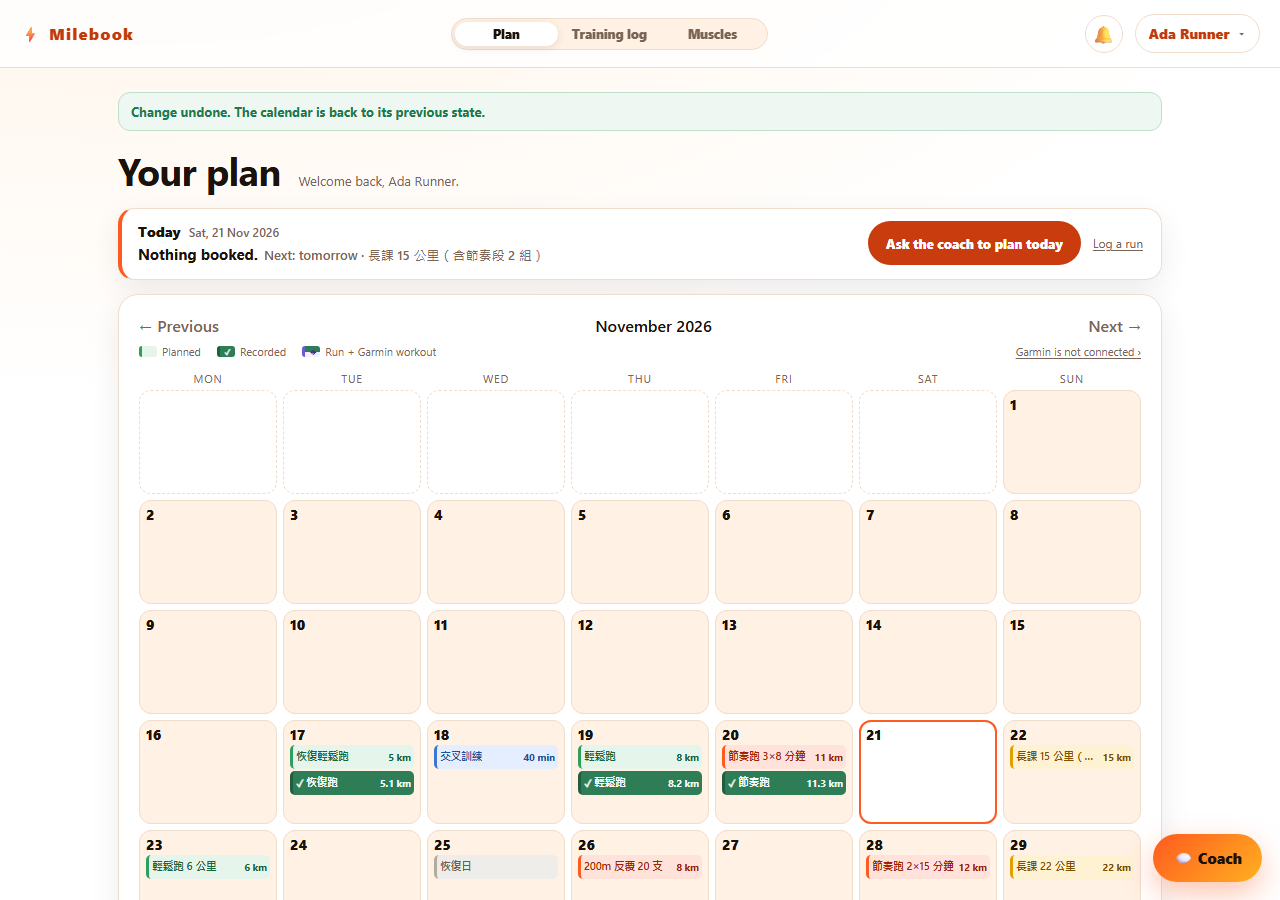 Milebook
Plan Training log Muscles
Ada Runner
Change undone. The calendar is back to its previous state.
Your plan Welcome back, Ada Runner.
Today Sat, 21 Nov 2026
Nothing booked. Next: tomorrow · 長課 15 公里（含節奏段 2 組）
Ask the coach to plan today
Log a run
← Previous November 2026 Next →
Planned Recorded Run + Garmin workout Garmin is not connected ›
MON TUE WED THU FRI SAT SUN
1
2 3 4 5 6 7 8
9 10 11 12 13 14 15
16 17 18 19 20 21 22
恢復輕鬆跑 5 km 交叉訓練 40 min 輕鬆跑 8 km 節奏跑 3×8 分鐘 11 km 長課 15 公里 (... 15 km
✓ 恢復跑 5.1 km ✓ 輕鬆跑 8.2 km ✓ 節奏跑 11.3 km
23 24 25 26 27 28 29
輕鬆跑 6 公里 6 km 恢復日 200m 反覆 20 支 8 km 節奏跑 2×15 分鐘 12 km 長課 22 公里 22 km
Coach